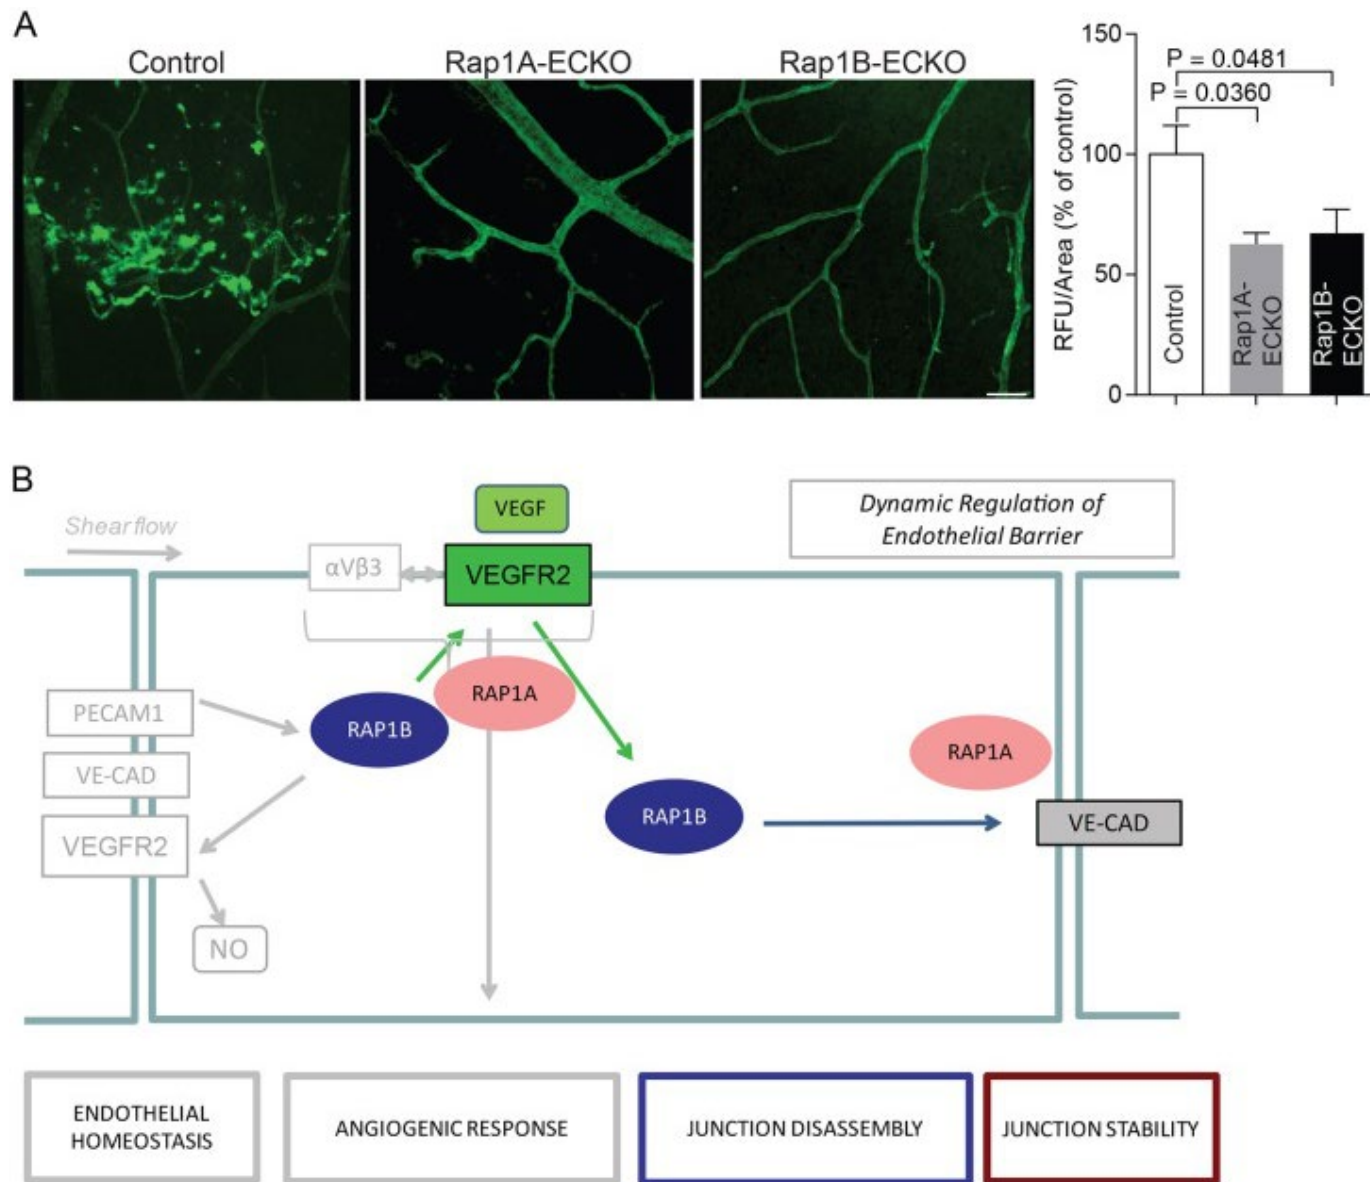 A
Control
Rap1A-ECKO
Rap1B-ECKO
RFU/Area (% of control)
150
100
50
0
P = 0.0481
P = 0.0360
Control
Rap1A-
ECKO
Rap1B-
ECKO
B
Shear flow
VEGF
αVβ3
VEGFR2
Dynamic Regulation of
Endothelial Barrier
PECAM1
VE-CAD
VEGFR2
NO
RAP1B
RAP1A
RAP1B
RAP1A
VE-CAD
ENDOTHELIAL
HOMEOSTASIS
ANGIOGENIC RESPONSE
JUNCTION DISASSEMBLY
JUNCTION STABILITY